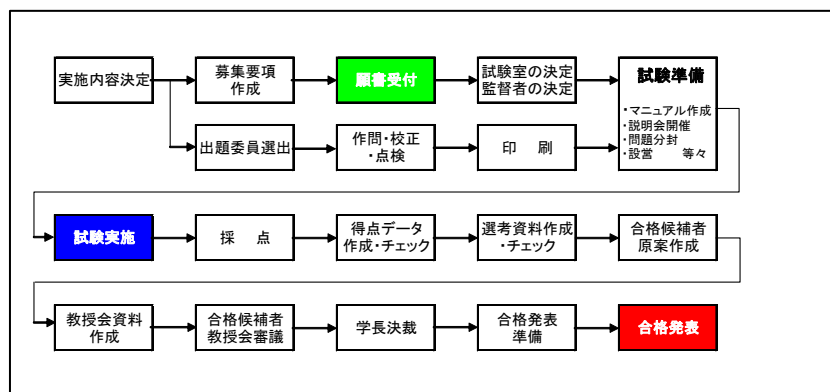 実施内容決定
募集要項
作成
願書受付
試験室の決定
監督者の決定
試験準備
・マニュアル作成
・説明会開催
・問題分封
・設営 等々
出題委員選出
作問・校正
・点検
印 刷
試験実施
採 点
得点データ
作成・チェック
選考資料作成
・チェック
合格候補者
原案作成
教授会資料
作成
合格候補者
教授会審議
学長決裁
合格発表
準備
合格発表